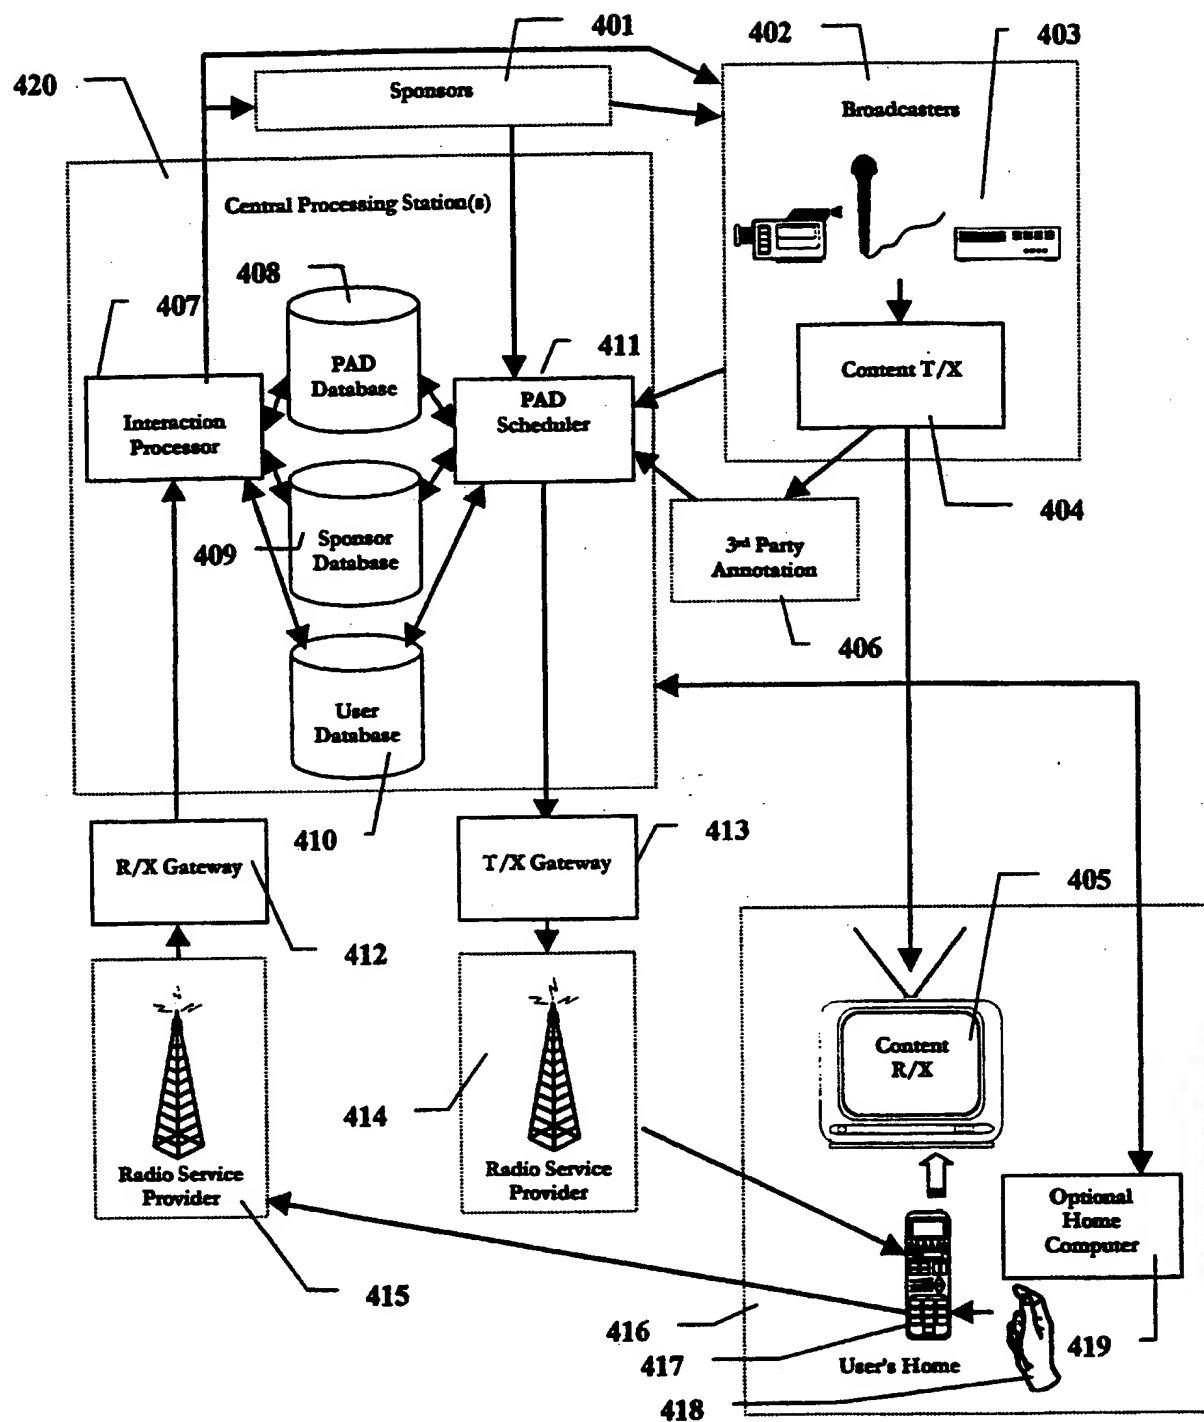 401
402
403
420
Sponsors
Broadcasters
Central Processing Station(s)
408
407
411
PAD
Database
PAD
Scheduler
Content T/X
Interaction
Processor
404
409
Sponsor
Database
3rd Party
Annotation
406
User
Database
410
413
R/X Gateway
T/X Gateway
405
412
Content
R/X
414
Radio Service
Provider
Radio Service
Provider
Optional
Home
Computer
415
416
417
User's Home
419
418